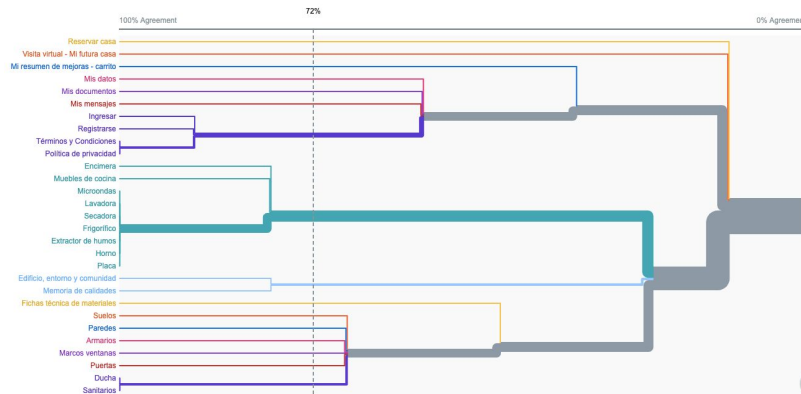 72%
100% Agreement
0% Agreement
Reservar casa
Visita virtual - Mi futura casa
Mi resumen de mejoras - carrito
Mis datos
Mis documentos
Mis mensajes
Ingresar
Registrarse
Términos y Condiciones
Política de privacidad
Encimera
Muebles de cocina
Microondas
Lavadora
Secadora
Frigorífico
Extractor de humos
Horno
Placa
Edificio, entorno y comunidad
Memoria de calidades
Fichas técnica de materiales
Suelos
Paredes
Armarios
Marcos ventanas
Puertas
Ducha
Sanitarios